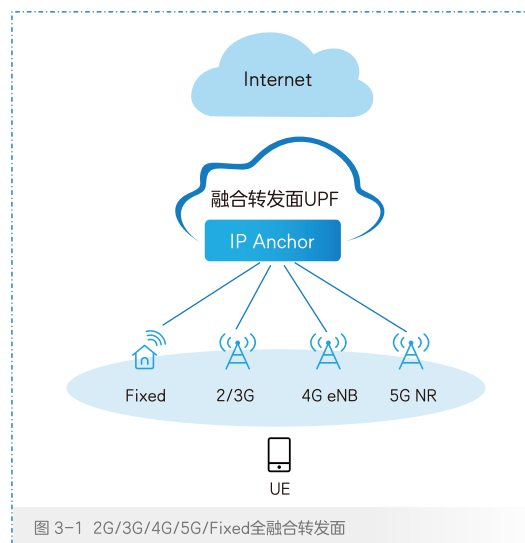 Internet
融合转发面UPF
IP Anchor
Fixed
2/3G
4G eNB
5G NR
UE
图 3-1 2G/3G/4G/5G/Fixed全融合转发面